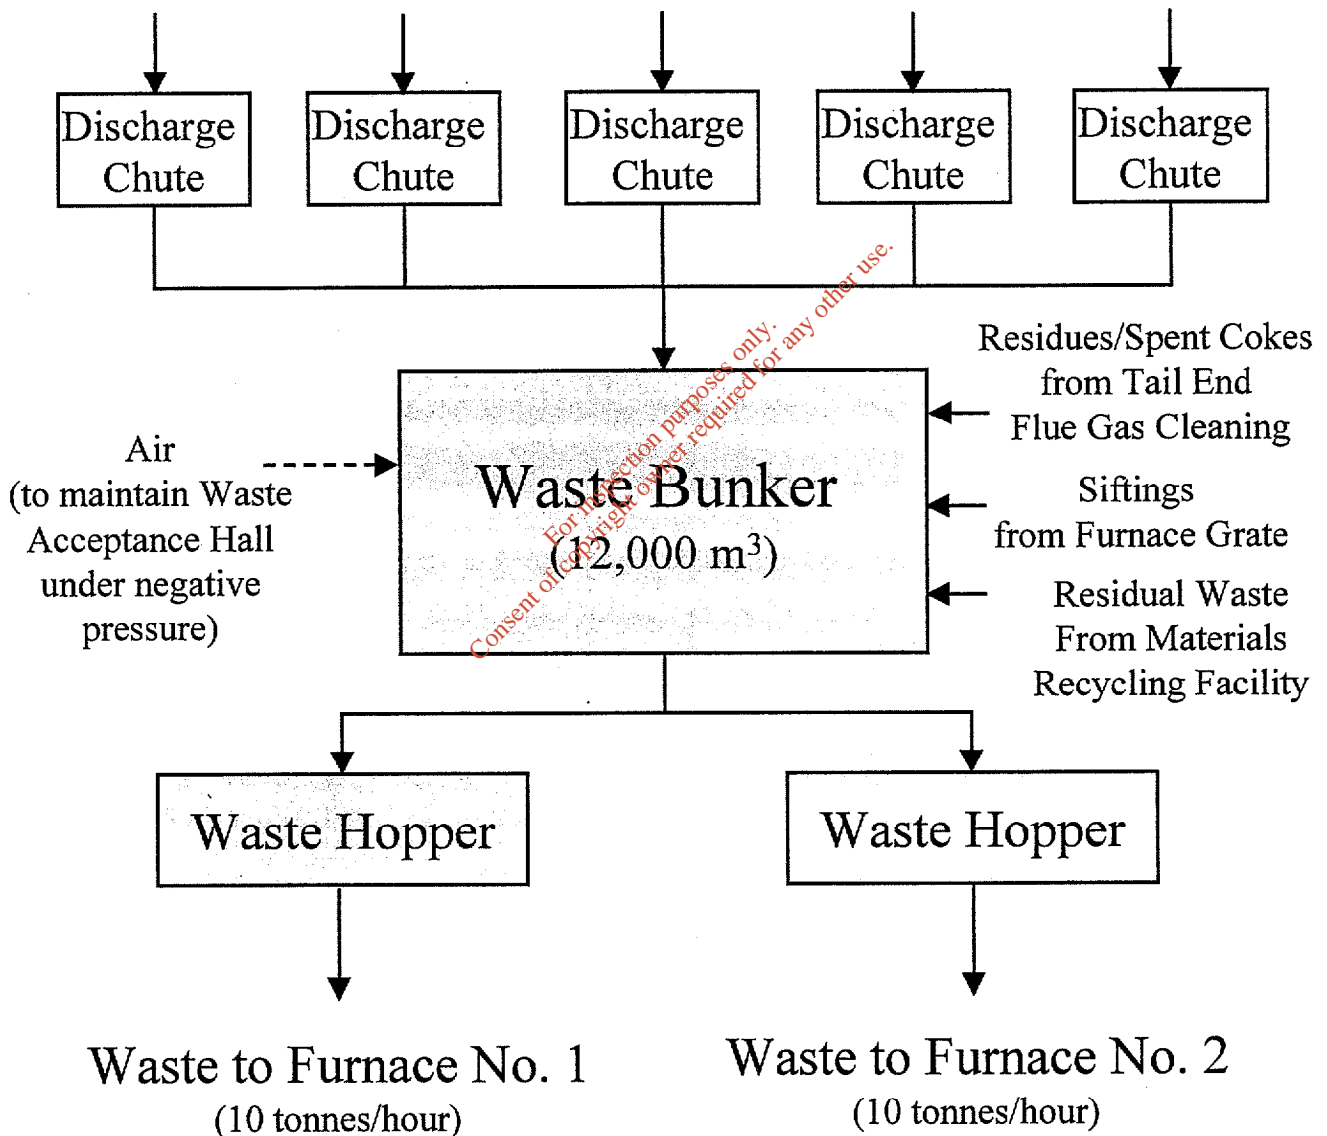 Discharge
Chute
Discharge
Chute
Discharge
Chute
Discharge
Chute
Discharge
Chute
Residues/Spent Cokes
from Tail End
Flue Gas Cleaning
Air
(to maintain Waste
Acceptance Hall
under negative
pressure)
Waste Bunker
(12,000 m³)
Siftings
from Furnace Grate
Residual Waste
From Materials
Recycling Facility
For inspection purposes only.
Consent of copyright owner required for any other use.
Waste Hopper
Waste Hopper
Waste to Furnace No. 1
(10 tonnes/hour)
Waste to Furnace No. 2
(10 tonnes/hour)